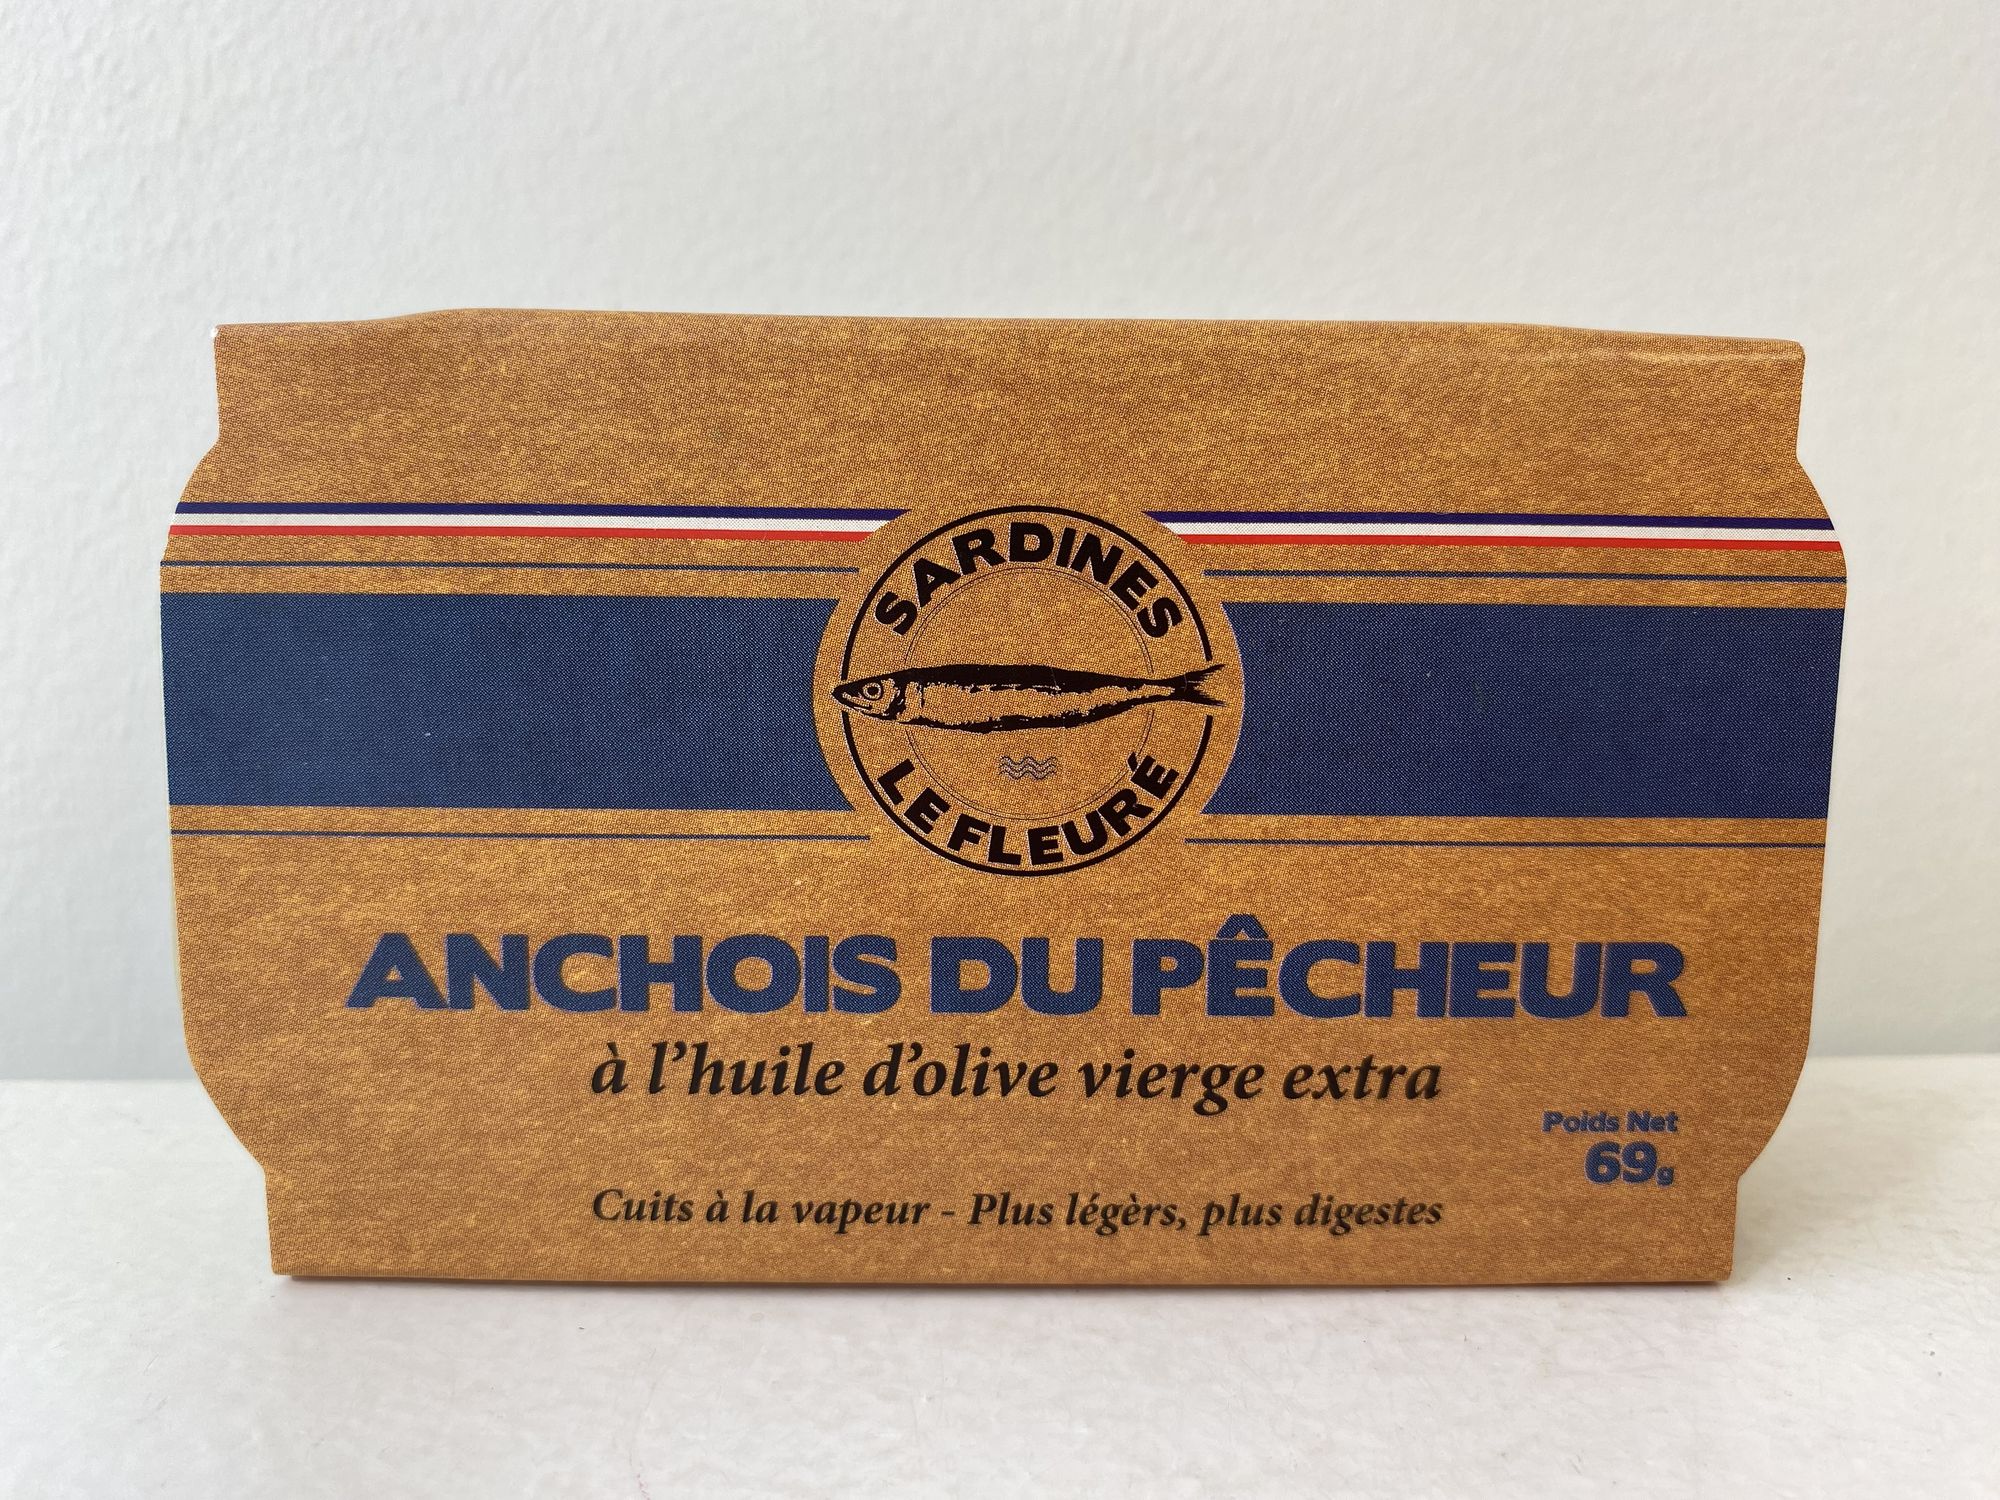 SARDINES
LE FLEURÉ
ANCHOIS DU PÊCHEUR
à l'huile d'olive vierge extra
Poids Net
69g
Cuits à la vapeur - Plus légèrs, plus digestes